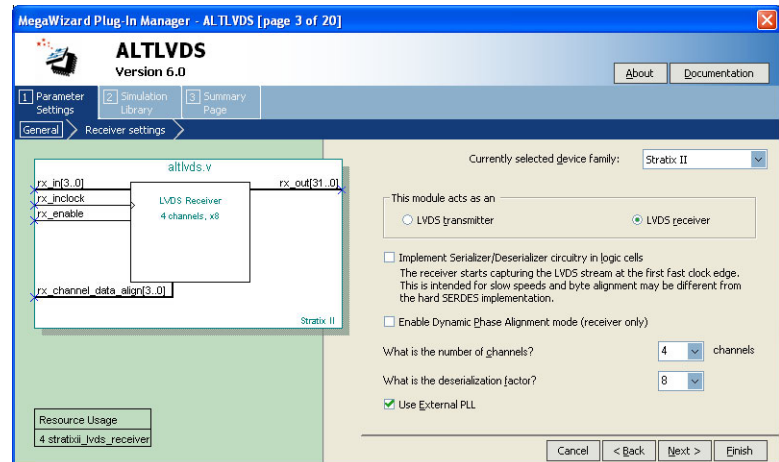 MegaWizard Plug-In Manager - ALTLVDS [page 3 of 20]
ALTLVDS
Version 6.0
About
Documentation
1 Parameter Settings
2 Simulation Library
3 Summary Page
General
Receiver settings
altlvds.v
rx_in[3..0]
rx_inclock
rx_enable
rx_channel_data_align[3..0]
LVDS Receiver
4 channels, x8
rx_out[31..0]
Stratix II
Resource Usage
4 stratixii_lvds_receiver
Currently selected device family:
Stratix II
This module acts as an
LVDS transmitter
LVDS receiver
Implement Serializer/Deserializer circuitry in logic cells
The receiver starts capturing the LVDS stream at the first fast clock edge.
This is intended for slow speeds and byte alignment may be different from
the hard SERDES implementation.
Enable Dynamic Phase Alignment mode (receiver only)
What is the number of channels?
4
channels
What is the deserialization factor?
8
Use External PLL
Cancel
< Back
Next >
Finish